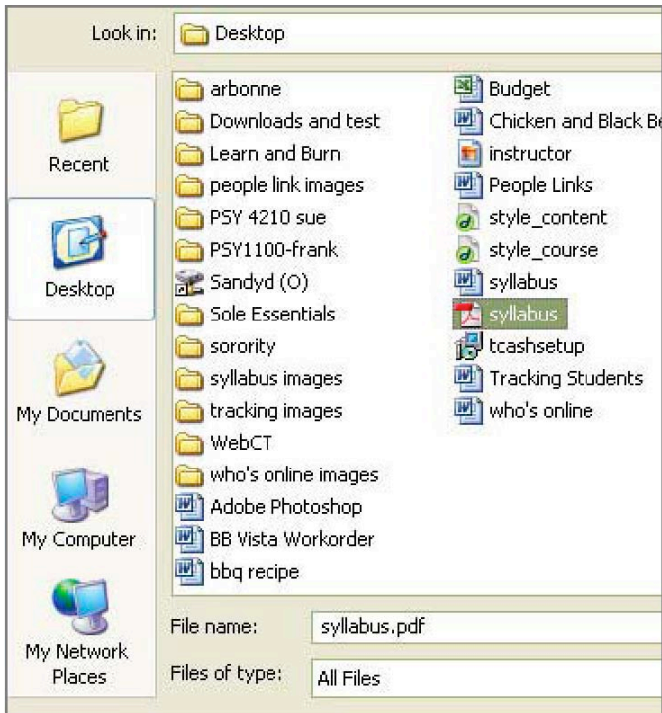 Look in:
Desktop
Recent
Desktop
My Documents
My Computer
My Network
Places
arbonne
Downloads and test
Learn and Burn
people link images
PSY 4210 sue
PSY1100-frank
Sandyd (O)
Sole Essentials
sorority
syllabus images
tracking images
WebCT
who's online images
Adobe Photoshop
BB Vista Workorder
bbq recipe
Budget
Chicken and Black Be
instructor
People Links
style_content
style_course
syllabus
syllabus
tcashsetup
Tracking Students
who's online
File name:
syllabus.pdf
Files of type:
All Files